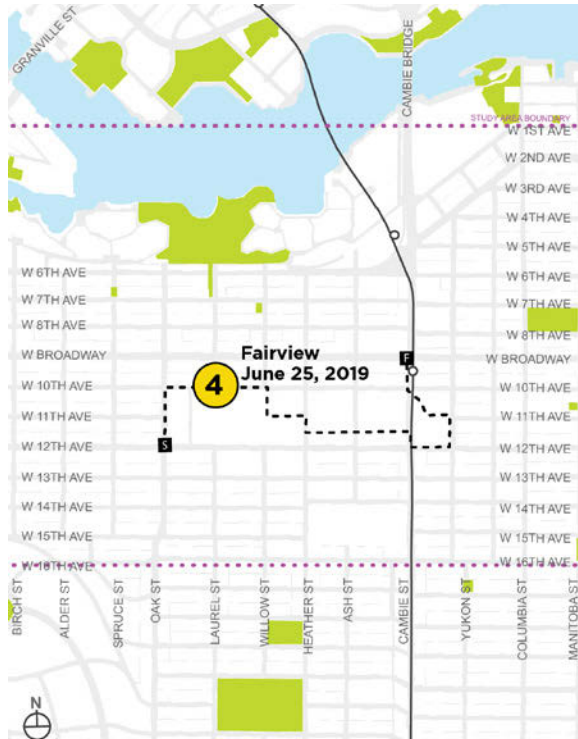 GRANVILLE ST
CAMBIE BRIDGE
STUDY AREA BOUNDARY
W 1ST AVE
W 2ND AVE
W 3RD AVE
W 4TH AVE
W 5TH AVE
W 6TH AVE
W 6TH AVE
W 7TH AVE
W 7TH AVE
W 8TH AVE
W 8TH AVE
W BROADWAY
Fairview
June 25, 2019
4
F
W BROADWAY
W 10TH AVE
W 10TH AVE
W 11TH AVE
W 11TH AVE
W 12TH AVE
S
W 12TH AVE
W 13TH AVE
W 13TH AVE
W 14TH AVE
W 14TH AVE
W 15TH AVE
W 15TH AVE
W 16TH AVE
W 16TH AVE
BIRCH ST
ALDER ST
SPRUCE ST
OAK ST
LAUREL ST
WILLOW ST
HEATHER ST
ASH ST
CAMBIE ST
YUKON ST
COLUMBIA ST
MANITOBA ST
N